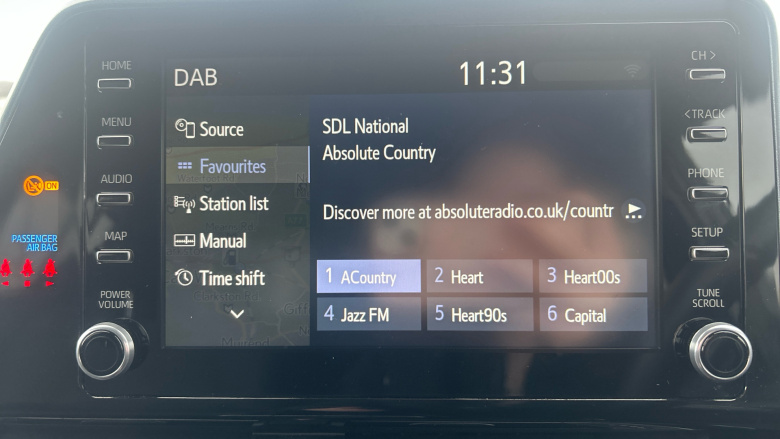 HOME
MENU
AUDIO
MAP
POWER
VOLUME
ON
PASSENGER
AIR BAG
DAB
11:31
Source
Favourites
Station list
Manual
Time shift
SDL National
Absolute Country
Discover more at absoluteradio.co.uk/countr
1 ACountry
2 Heart
3 Heart00s
4 Jazz FM
5 Heart90s
6 Capital
CH >
< TRACK
PHONE
SETUP
TUNE
SCROLL